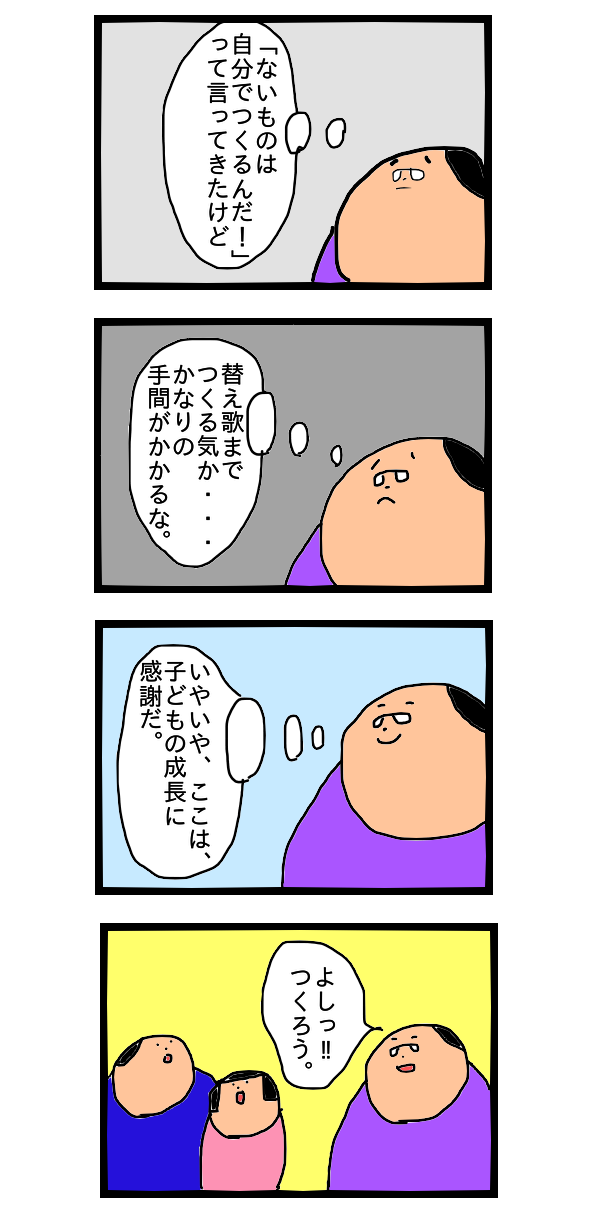 「ないものは
自分でつくるんだ！」
って言ってきたけど
替え歌まで
つくる気か・・・
かなりの
手間がかかるな。
いやいや、ここは、
子どもの成長に
感謝だ。
よしっ‼
つくろう。